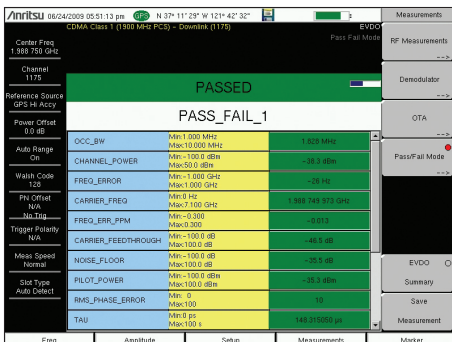 Anritsu 06/24/2009 05:51:13 pm GPS N 37° 11' 29" W 121° 42' 32"
Measurements
CDMA Class 1 (1900 MHz PCS) - Downlink (1175)
EVDO
Pass Fail Mode
Center Freq
1.988 750 GHz
Channel
1175
Reference Source
GPS Hi Accy
Power Offset
0.0 dB
Auto Range
On
Walsh Code
128
PN Offset
N/A
No Trig
Trigger Polarity
N/A
Meas Speed
Normal
Slot Type
Auto Detect
PASSED
PASS_FAIL_1
OCC_BW Min:1.000 MHz Max:10.000 MHz 1.628 MHz
CHANNEL_POWER Min:-100.0 dBm Max:50.0 dBm -38.3 dBm
FREQ_ERROR Min:-1.000 GHz Max:1.000 GHz -26 Hz
CARRIER_FREQ Min:0 Hz Max:7.100 GHz 1.988 749 973 GHz
FREQ_ERR_PPM Min:-0.300 Max:0.300 -0.013
CARRIER_FEEDTHROUGH Min:-100.0 dB Max:100.0 dB -46.5 dB
NOISE_FLOOR Min:-100.0 dB Max:100.0 dB -35.5 dB
PILOT_POWER Min:-100.0 dBm Max:100.0 dBm -35.3 dBm
RMS_PHASE_ERROR Min: 0 Max:100 10
TAU Min:0 ps Max:100 s 148.315050 µs
RF Measurements
-->
Demodulator
-->
OTA
-->
Pass/Fail Mode
-->
EVDO
Summary
Save
Measurement
Freq Amplitude Setup Measurements Marker